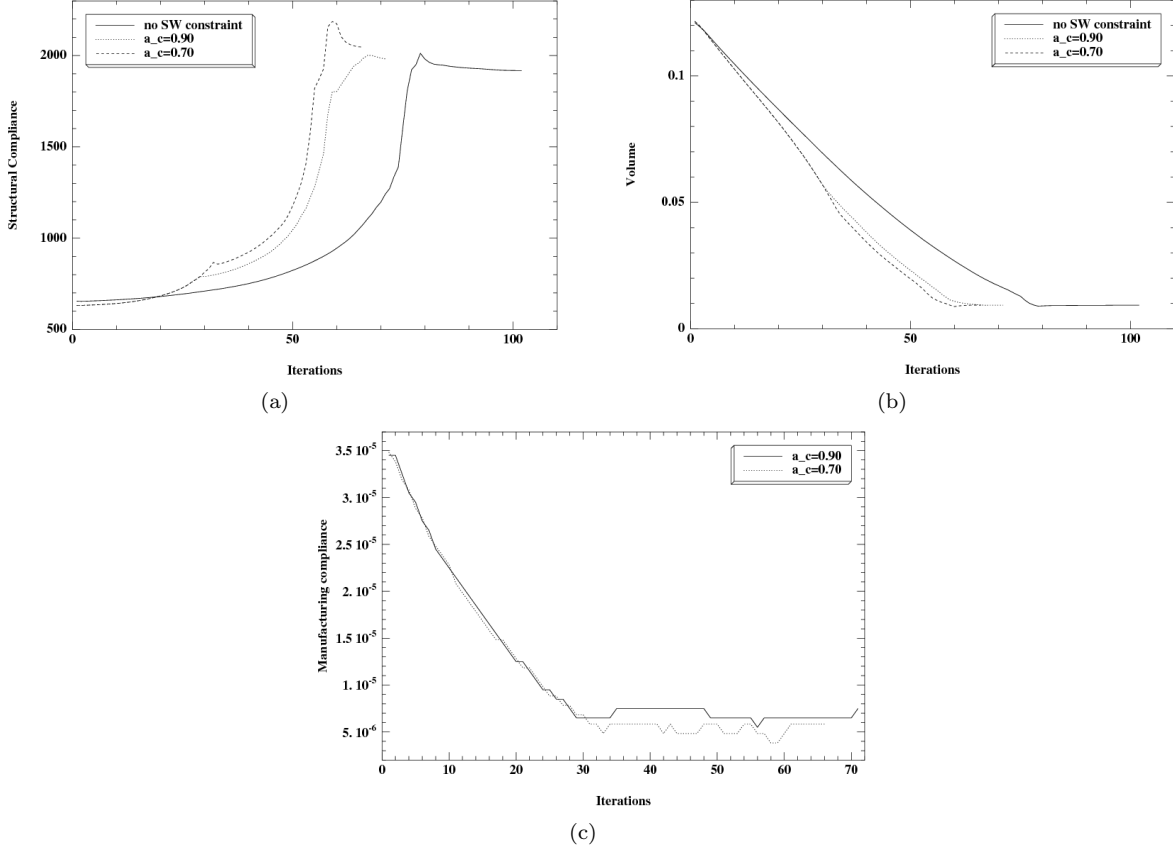 no SW constraint
a_c=0.90
a_c=0.70
2000
1500
1000
500
Structural Compliance
0
50
100
Iterations
(a)
no SW constraint
a_c=0.90
a_c=0.70
0.1
0.05
0
Volume
0
50
100
Iterations
(b)
a_c=0.90
a_c=0.70
3.5 10^-5
3. 10^-5
2.5 10^-5
2. 10^-5
1.5 10^-5
1. 10^-5
5. 10^-6
Manufacturing compliance
0
10
20
30
40
50
60
70
Iterations
(c)